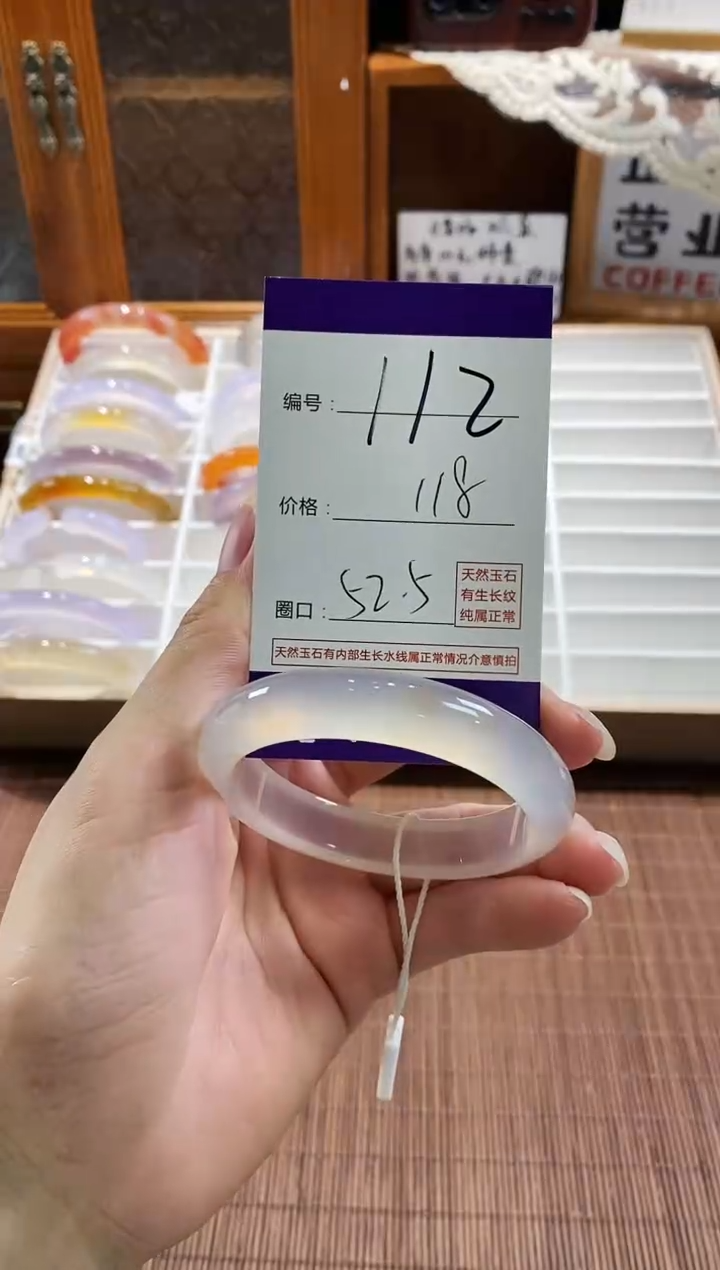 营业
COFFE
编号：112
价格：118
圈口：52.5
天然玉石
有生长纹
纯属正常
天然玉石有内部生长水线属正常情况介意慎拍